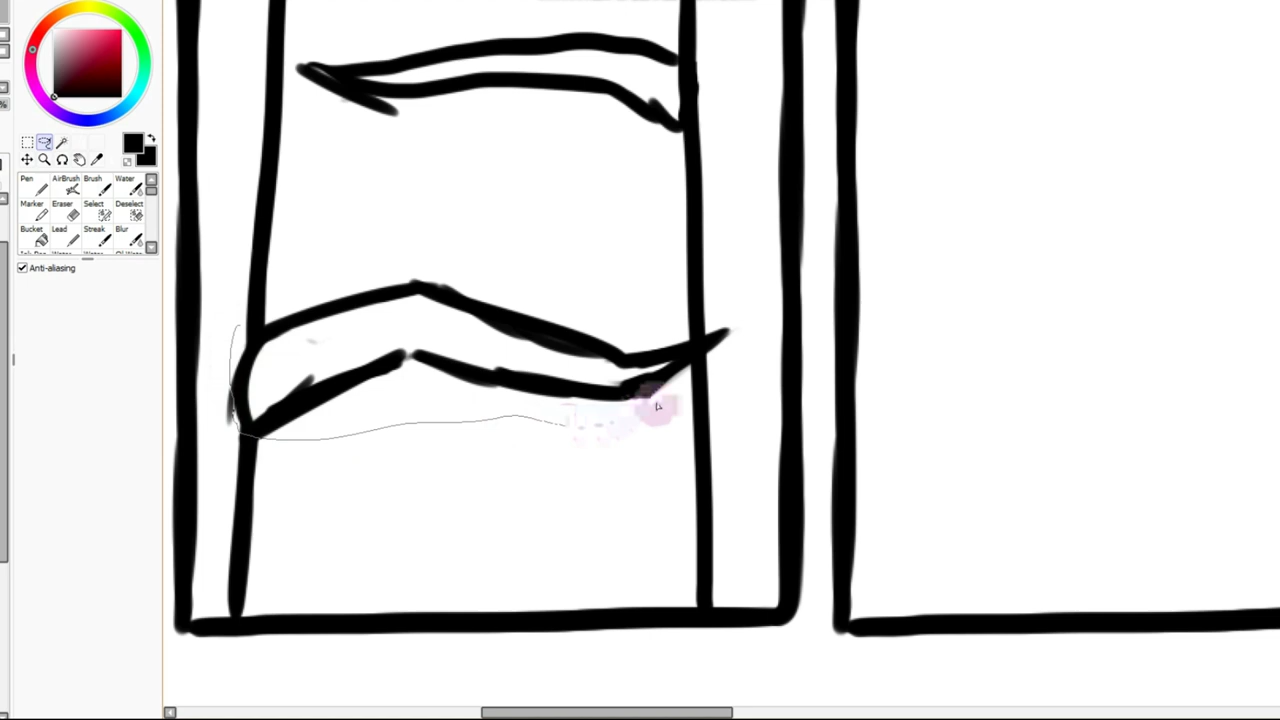 %
Pen AirBrush Brush Water
Marker Eraser Select Deselect
Bucket Lead Streak Blur
Anti-aliasing